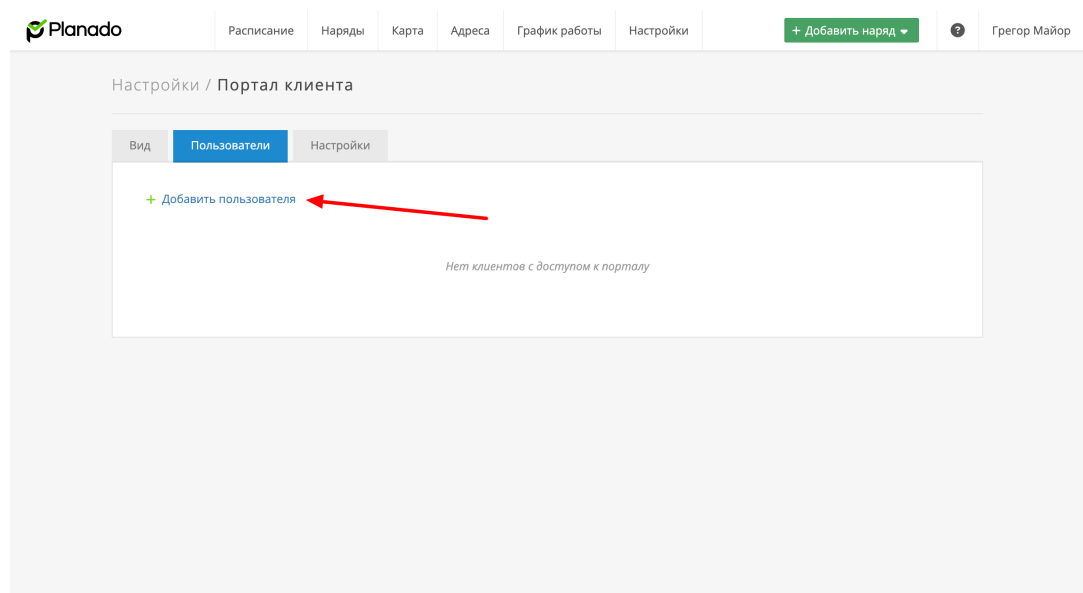 Planado
Расписание Наряды Карта Адреса График работы Настройки + Добавить наряд ? Грегор Майор
Настройки / Портал клиента
Вид Пользователи Настройки
+ Добавить пользователя
Нет клиентов с доступом к порталу